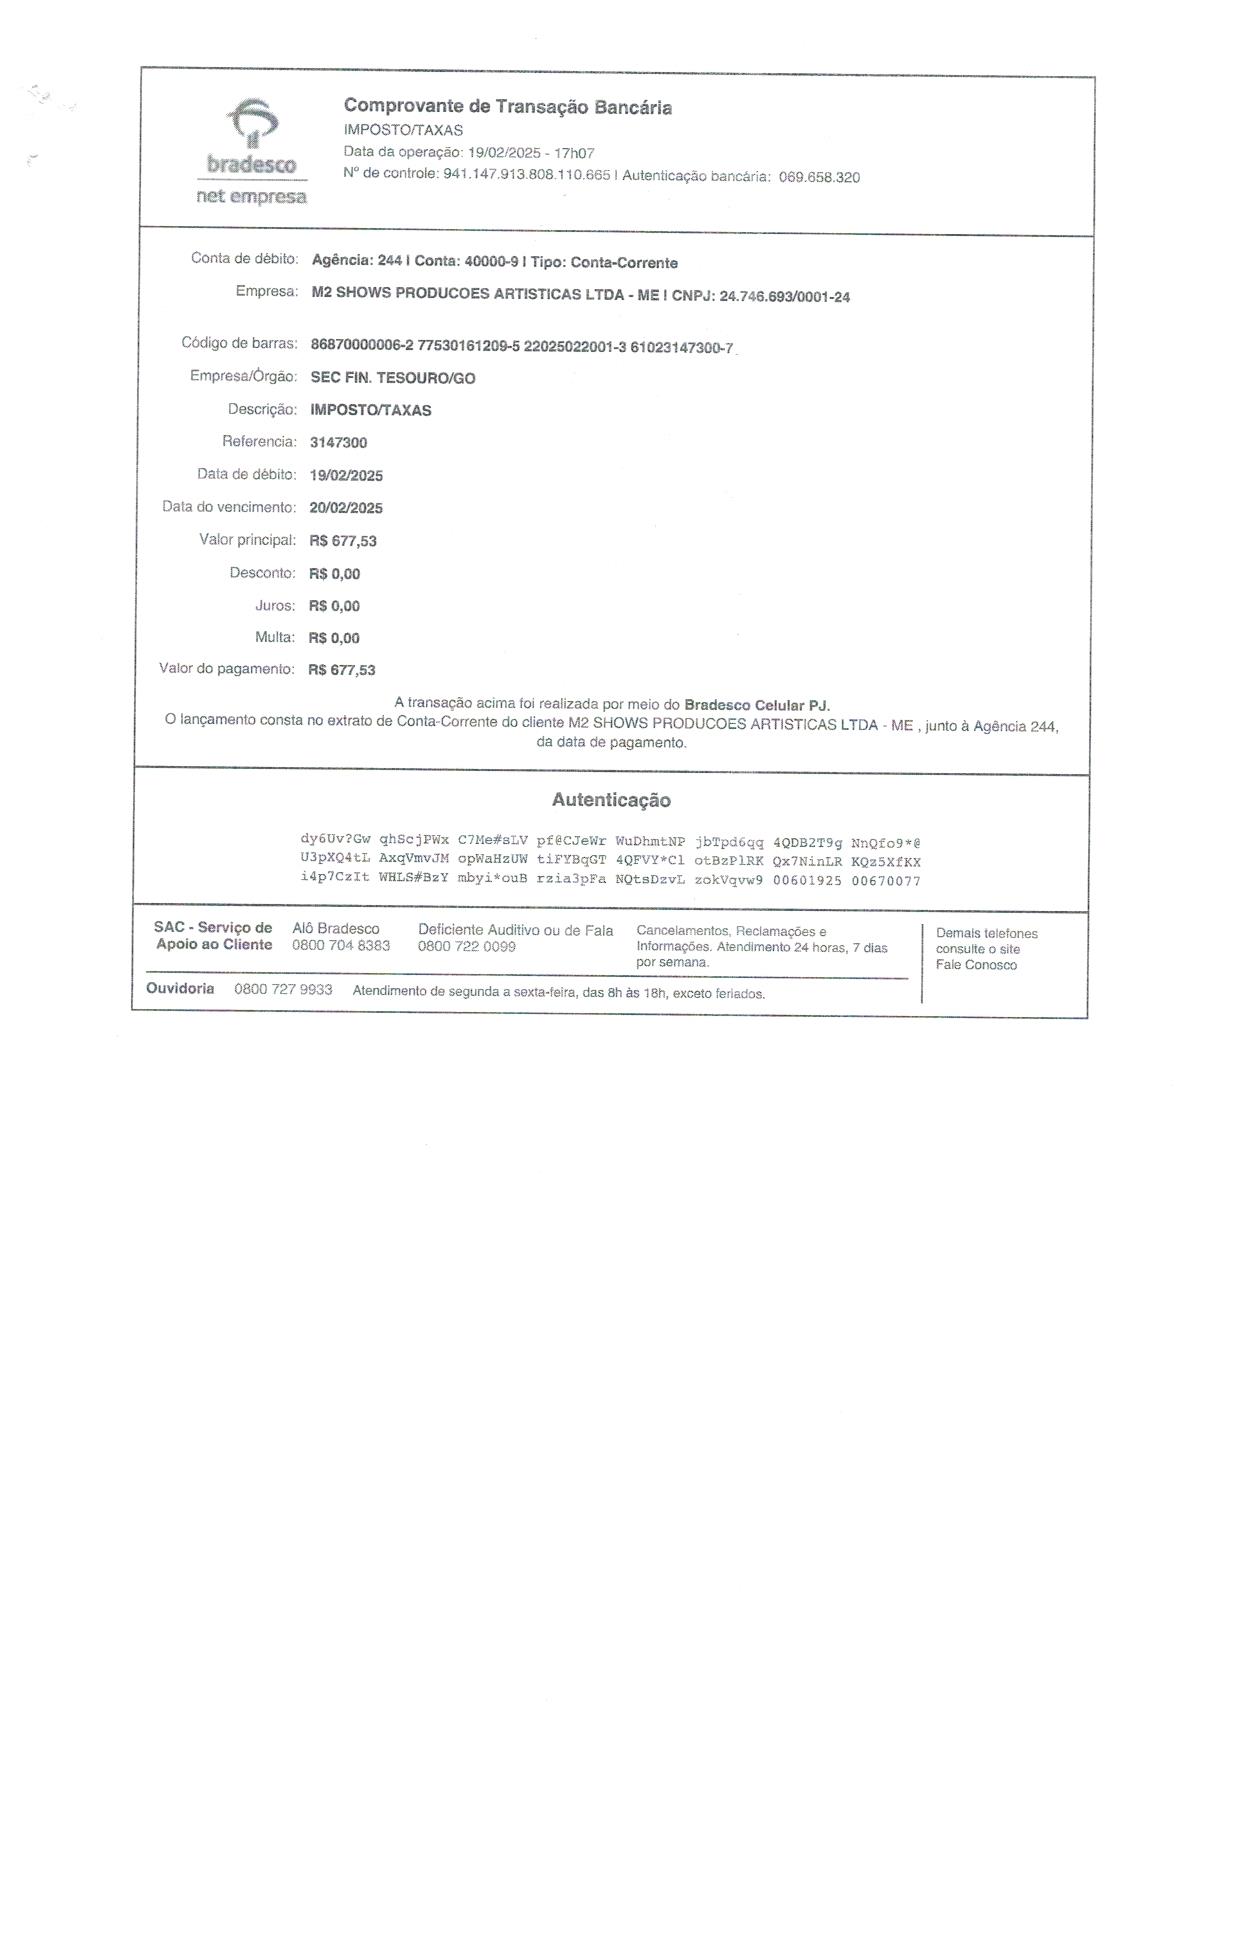 bradesco
net empresa
Comprovante de Transação Bancária
IMPOSTO/TAXAS
Data da operação: 19/02/2025 - 17h07
Nº de controle: 941.147.913.808.110.665 | Autenticação bancária: 069.658.320
Conta de débito: Agência: 244 | Conta: 40000-9 | Tipo: Conta-Corrente
Empresa: M2 SHOWS PRODUCOES ARTISTICAS LTDA - ME | CNPJ: 24.746.693/0001-24
Código de barras: 86870000006-2 77530161209-5 22025022001-3 61023147300-7
Empresa/Órgão: SEC FIN. TESOURO/GO
Descrição: IMPOSTO/TAXAS
Referencia: 3147300
Data de débito: 19/02/2025
Data do vencimento: 20/02/2025
Valor principal: R$ 677,53
Desconto: R$ 0,00
Juros: R$ 0,00
Multa: R$ 0,00
Valor do pagamento: R$ 677,53
A transação acima foi realizada por meio do Bradesco Celular PJ.
O lançamento consta no extrato de Conta-Corrente do cliente M2 SHOWS PRODUCOES ARTISTICAS LTDA - ME , junto à Agência 244,
da data de pagamento.
Autenticação
dy6Uv?Gw qhScjPWx C7Me#sLV pf@CJeWr WuDhmtNP jbTpd6qq 4QDB2T9g NnQfo9*@
U3pXQ4tL AxqVmvJM opWaHzUW tiFYBqGT 4QFVY*Cl otBzPlRK Qx7NinLR KQz5XfKX
i4p7CzIt WHLS#BzY mbyi*ouB rzia3pFa NQtsDzvL zokVqvw9 00601925 00670077
SAC - Serviço de
Apoio ao Cliente
Alô Bradesco
0800 704 8383
Deficiente Auditivo ou de Fala
0800 722 0099
Cancelamentos, Reclamações e
Informações. Atendimento 24 horas, 7 dias
por semana.
Demais telefones
consulte o site
Fale Conosco
Ouvidoria 0800 727 9933 Atendimento de segunda a sexta-feira, das 8h às 18h, exceto feriados.